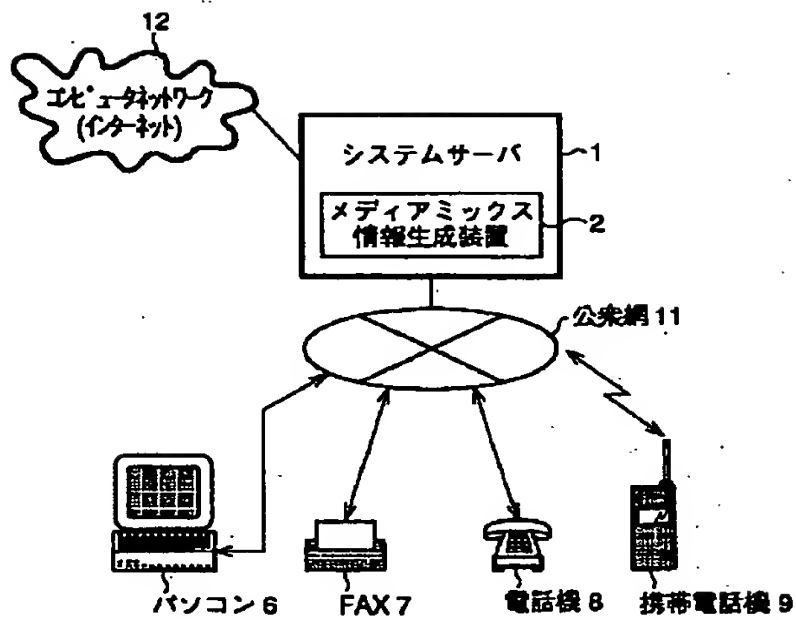 12
コンピュータネットワーク
(インターネット)
システムサーバ
1
メディアミックス
情報生成装置
2
公衆網 11
パソコン 6
FAX 7
電話機 8
携帯電話機 9